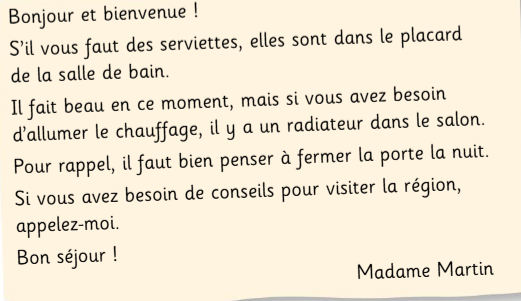 Bonjour et bienvenue !
S'il vous faut des serviettes, elles sont dans le placard
de la salle de bain.
Il fait beau en ce moment, mais si vous avez besoin
d'allumer le chauffage, il y a un radiateur dans le salon.
Pour rappel, il faut bien penser à fermer la porte la nuit.
Si vous avez besoin de conseils pour visiter la région,
appelez-moi.
Bon séjour !
Madame Martin